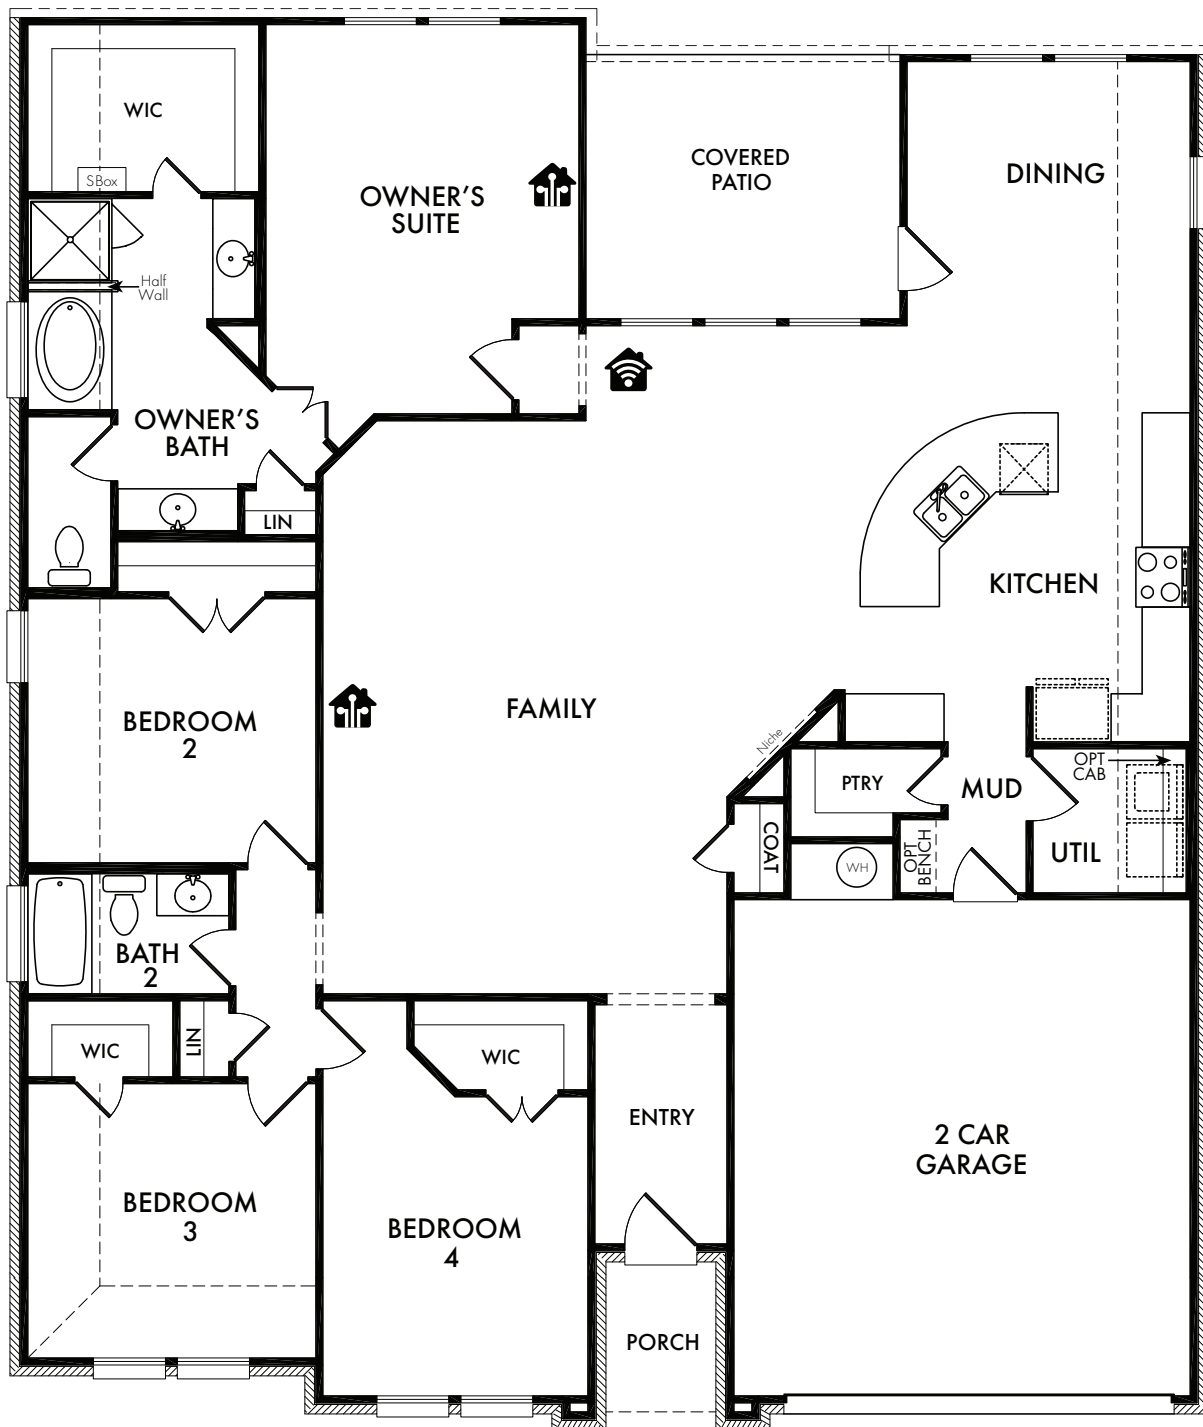 WIC
SBox
OWNER'S
SUITE
COVERED
PATIO
DINING
Half
Wall
OWNER'S
BATH
LIN
KITCHEN
BEDROOM
2
FAMILY
Niche
PTRY
MUD
OPT
CAB
COAT
WH
OPT
BENCH
UTIL
BATH
2
WIC
LIN
WIC
ENTRY
2 CAR
GARAGE
BEDROOM
3
BEDROOM
4
PORCH